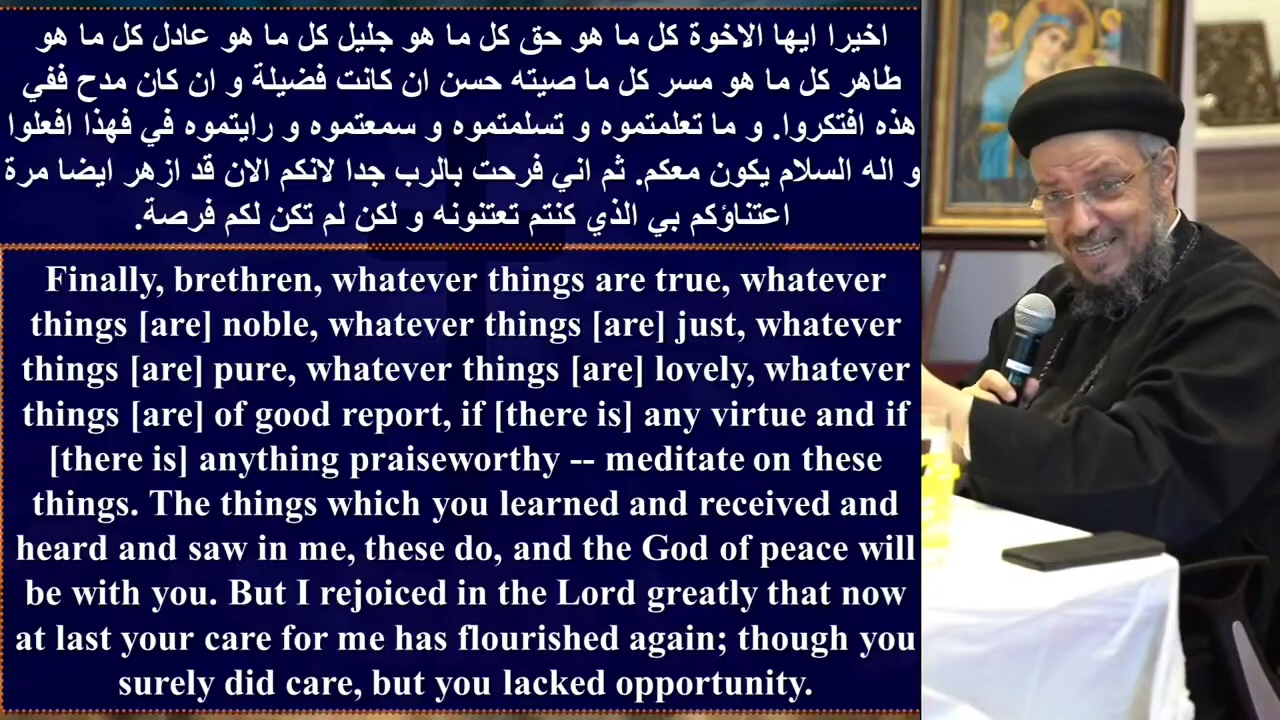 اخيرا ايها الاخوة كل ما هو حق كل ما هو جليل كل ما هو عادل كل ما هو
طاهر كل ما هو مسر كل ما صيته حسن ان كانت فضيلة و ان كان مدح ففي
هذه افتكروا. و ما تعلمتموه و تسلمتموه و سمعتموه و رايتموه في فهذا افعلوا
و اله السلام يكون معكم. ثم اني فرحت بالرب جدا لانكم الان قد ازهر ايضا مرة
اعتناؤكم بي الذي كنتم تعتنونه و لكن لم تكن لكم فرصة.
Finally, brethren, whatever things are true, whatever
things [are] noble, whatever things [are] just, whatever
things [are] pure, whatever things [are] lovely, whatever
things [are] of good report, if [there is] any virtue and if
[there is] anything praiseworthy -- meditate on these
things. The things which you learned and received and
heard and saw in me, these do, and the God of peace will
be with you. But I rejoiced in the Lord greatly that now
at last your care for me has flourished again; though you
surely did care, but you lacked opportunity.